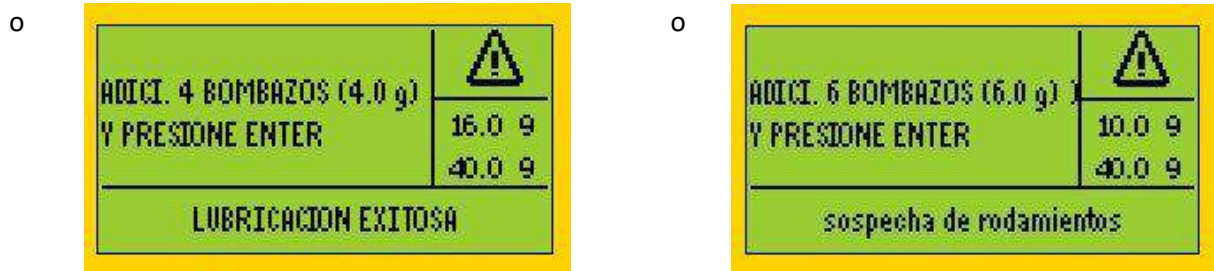 o
ADICI. 4 BOMBAZOS (4.0 g)
Y PRESIONE ENTER
16.0 g
40.0 g
LUBRICACION EXITOSA
o
ADICI. 6 BOMBAZOS (6.0 g) )
Y PRESIONE ENTER
10.0 g
40.0 g
sospecha de rodamientos